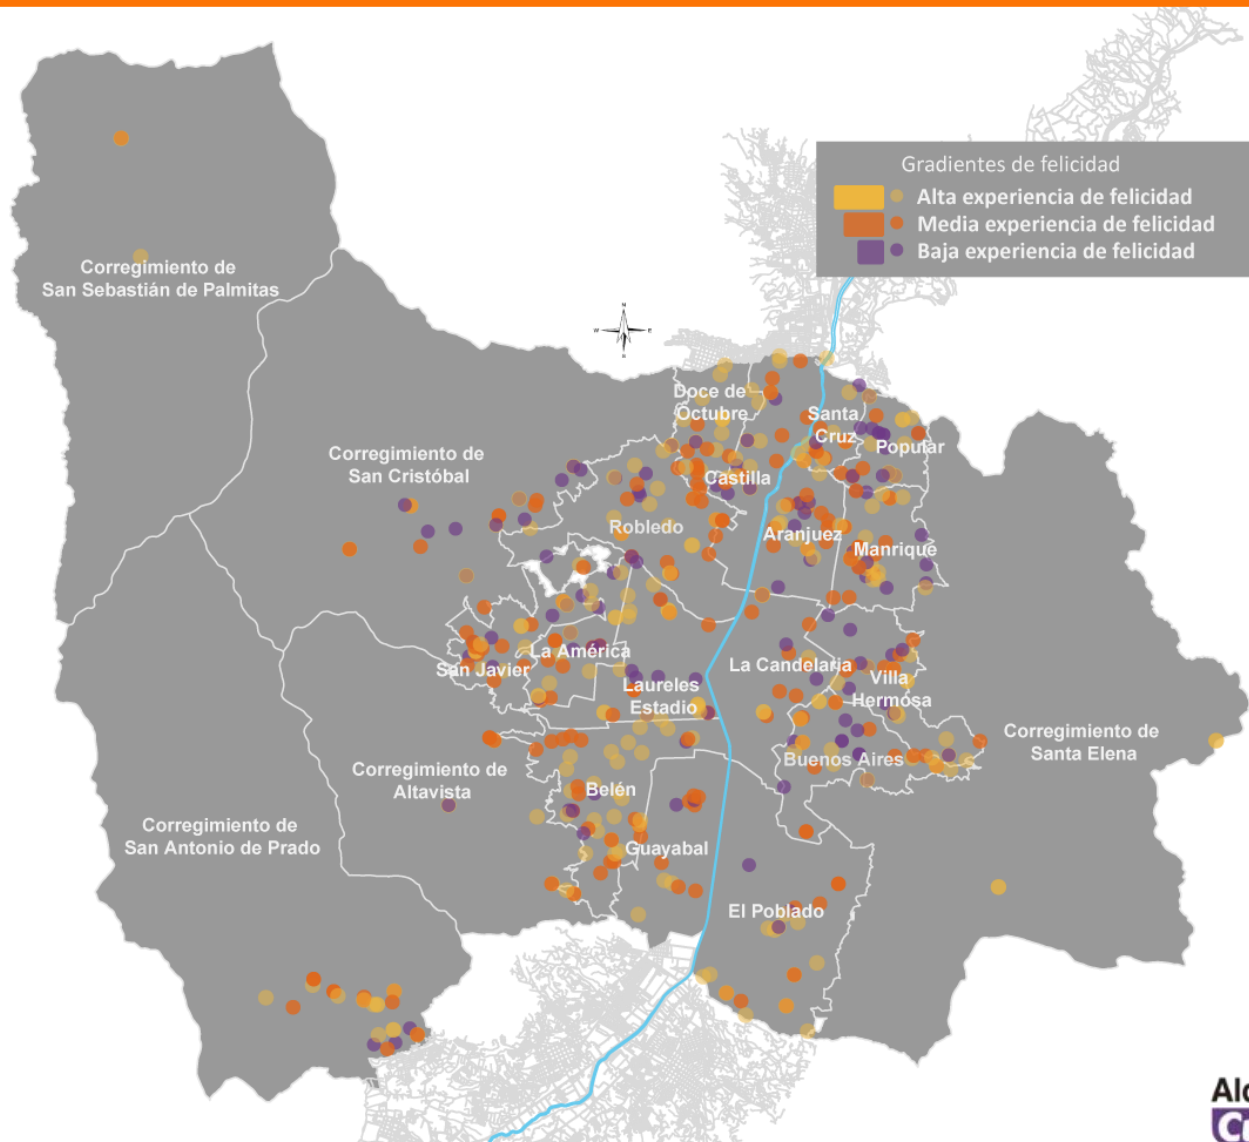 Gradientes de felicidad
Alta experiencia de felicidad
Media experiencia de felicidad
Baja experiencia de felicidad
Corregimiento de
San Sebastián de Palmitas
N
W
E
S
Doce de
Octubre
Santa
Cruz
Popular
Corregimiento de
San Cristóbal
Castilla
Robledo
Aranjuez
Manrique
La América
San Javier
La Candelaria
Laureles
Estadio
Villa
Hermosa
Corregimiento de
Santa Elena
Buenos Aires
Corregimiento de
Altavista
Belén
Corregimiento de
San Antonio de Prado
Guayabal
El Poblado